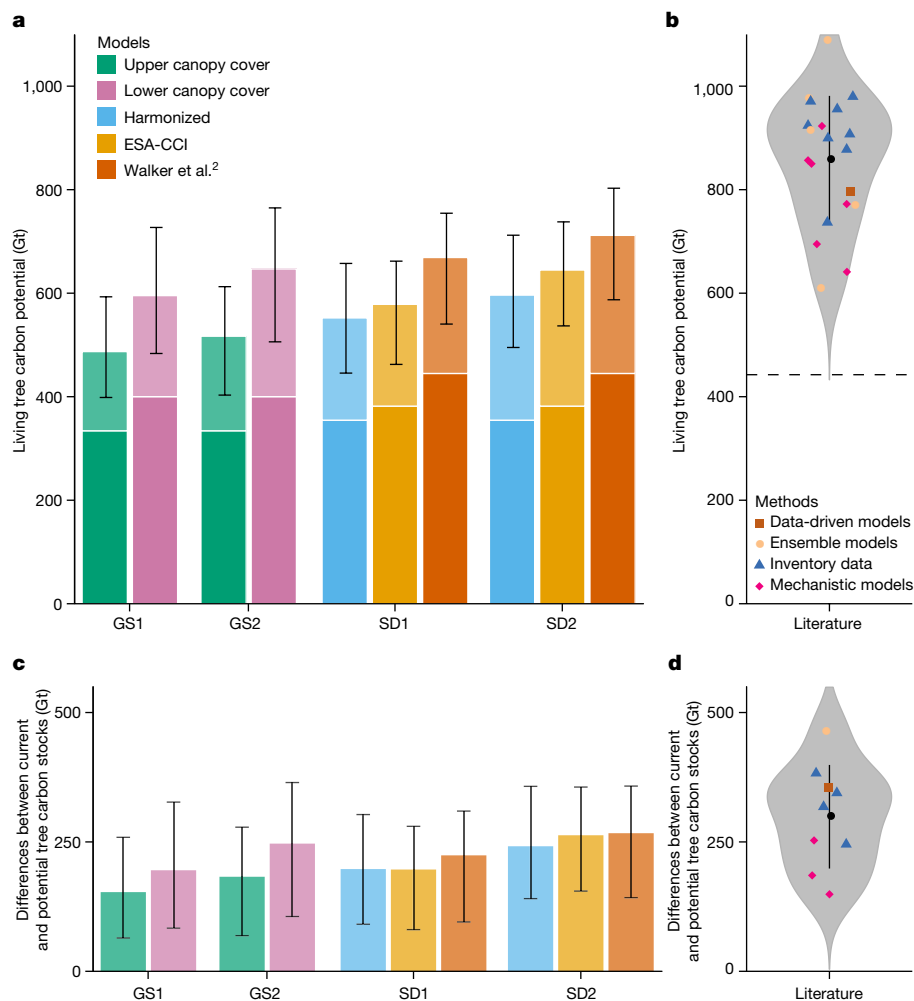 a
Models
Upper canopy cover
Lower canopy cover
Harmonized
ESA-CCI
Walker et al.²
Living tree carbon potential (Gt)
1,000
800
600
400
200
0
GS1
GS2
SD1
SD2
b
Living tree carbon potential (Gt)
1,000
800
600
400
200
0
Methods
Data-driven models
Ensemble models
Inventory data
Mechanistic models
Literature
c
Differences between current
and potential tree carbon stocks (Gt)
500
250
0
GS1
GS2
SD1
SD2
d
Differences between current
and potential tree carbon stocks (Gt)
500
250
0
Literature